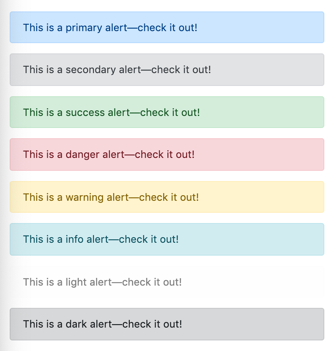 This is a primary alert—check it out!
This is a secondary alert—check it out!
This is a success alert—check it out!
This is a danger alert—check it out!
This is a warning alert—check it out!
This is a info alert—check it out!
This is a light alert—check it out!
This is a dark alert—check it out!